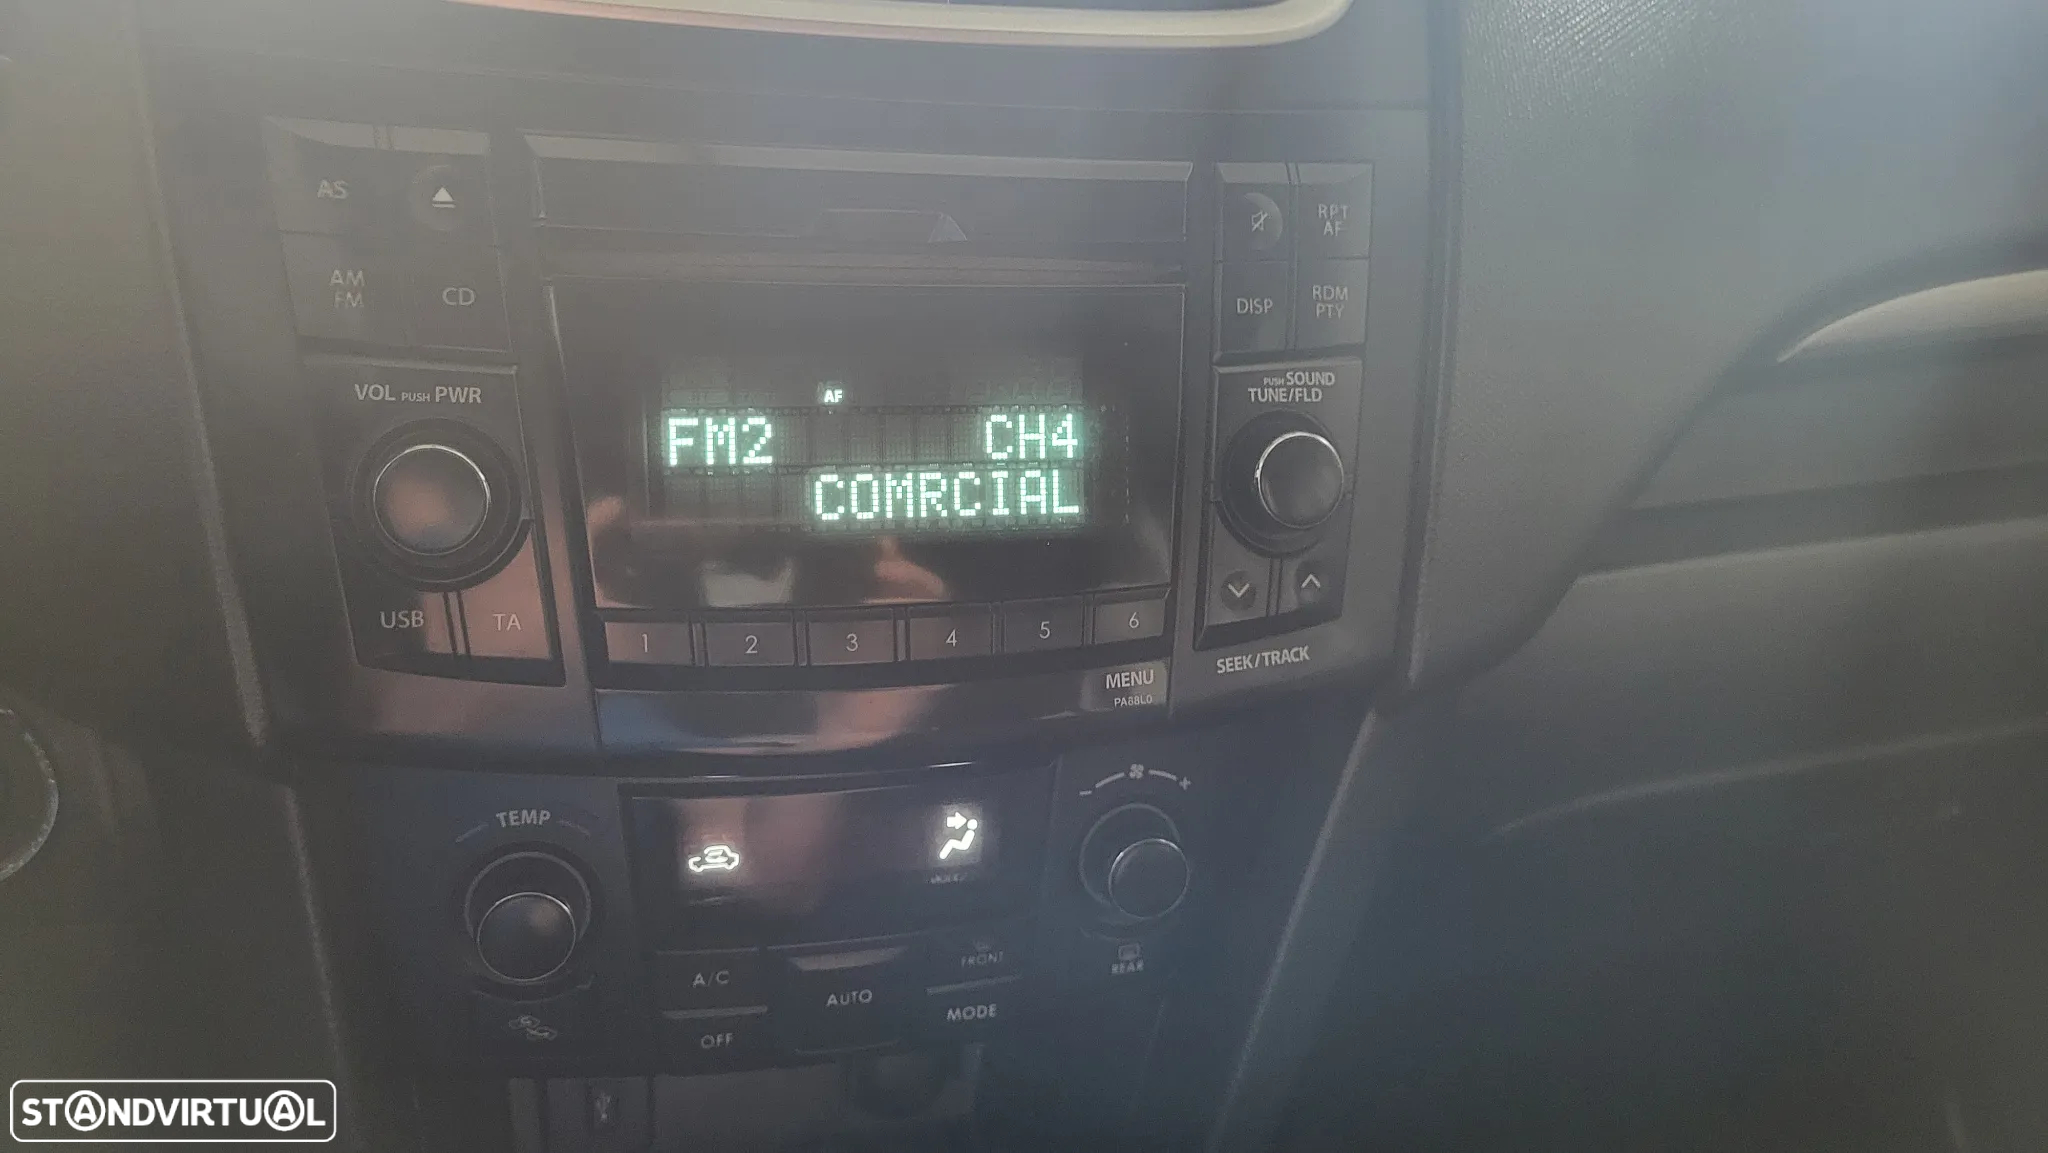 AS
AM
FM
CD
RPT
AF
DISP
RDM
PTY
VOL PUSH PWR
PUSH SOUND
TUNE/FLD
AF
FM2 CH4
COMRCIAL
USB TA
1 2 3 4 5 6
MENU
PA88L0
SEEK/TRACK
TEMP
- +
A/C
OFF
AUTO
FRONT
MODE
REAR
STANDVIRTUAL